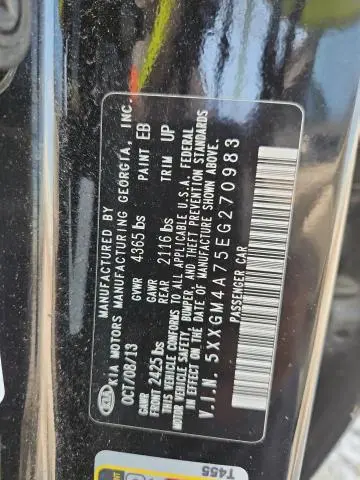 KIA
MANUFACTURED BY
KIA MOTORS MANUFACTURING GEORGIA, INC.
OCT/08/13 GVWR 4365 lbs PAINT EB
GAWR FRONT 2425 lbs GAWR REAR 2116 lbs TRIM UP
THIS VEHICLE CONFORMS TO ALL APPLICABLE U.S.A. FEDERAL
MOTOR VEHICLE SAFETY, BUMPER, AND THEFT PREVENTION STANDARDS
IN EFFECT ON THE DATE OF MANUFACTURE SHOWN ABOVE.
V.I.N. 5XXGM4A75EG270983
PASSENGER CAR
T455